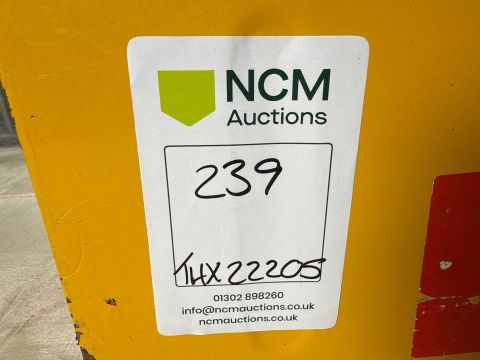 NCM
Auctions
239
THX22205
01302 898260
info@ncmauctions.co.uk
ncmauctions.co.uk